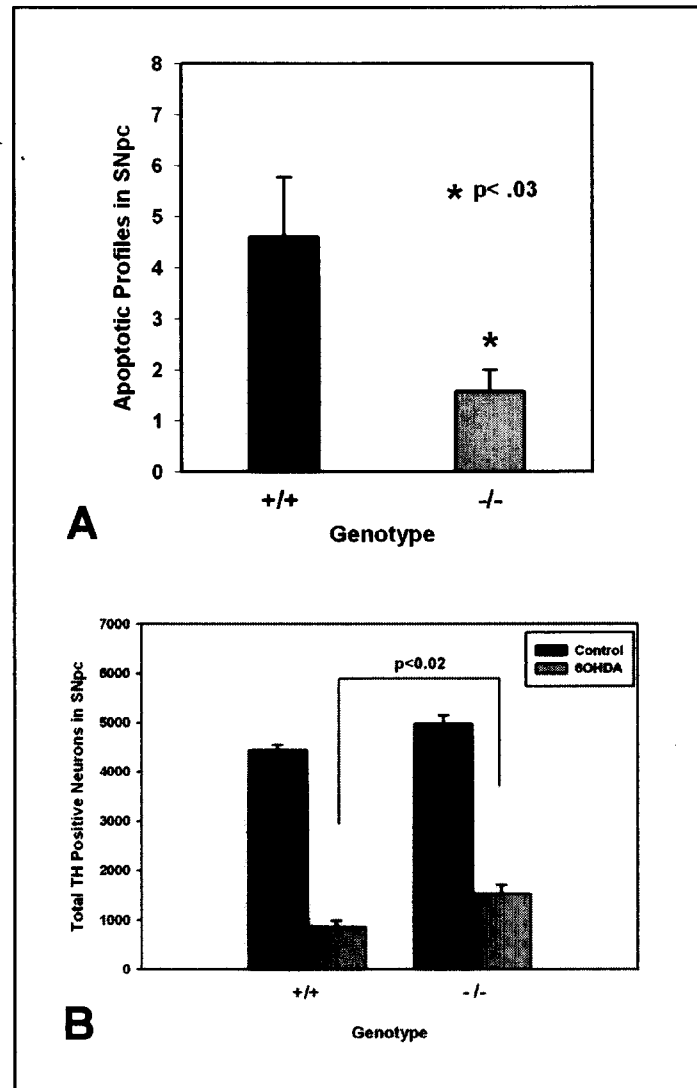 8
7
6
5
4
3
2
1
0
Apoptotic Profiles in SNpc
* p< .03
*
+/+
-/-
Genotype
A
7000
6000
5000
4000
3000
2000
1000
0
Total TH Positive Neurons in SNpc
Control
6OHDA
p<0.02
+/+
-/-
Genotype
B